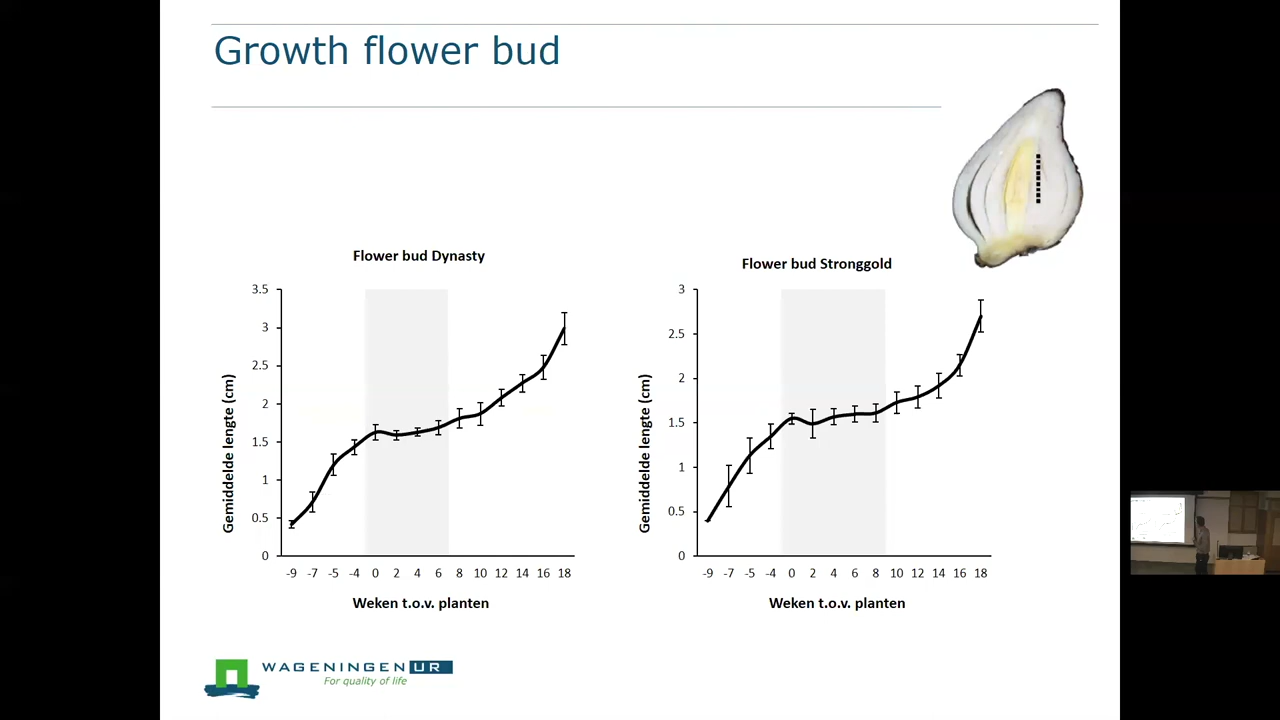 Growth flower bud
Flower bud Dynasty
3.5
3
2.5
2
1.5
1
0.5
0
Gemiddelde lengte (cm)
-9 -7 -5 -4 0 2 4 6 8 10 12 14 16 18
Weken t.o.v. planten
Flower bud Stronggold
3
2.5
2
1.5
1
0.5
0
Gemiddelde lengte (cm)
-9 -7 -5 -4 0 2 4 6 8 10 12 14 16 18
Weken t.o.v. planten
WAGENINGEN UR
For quality of life